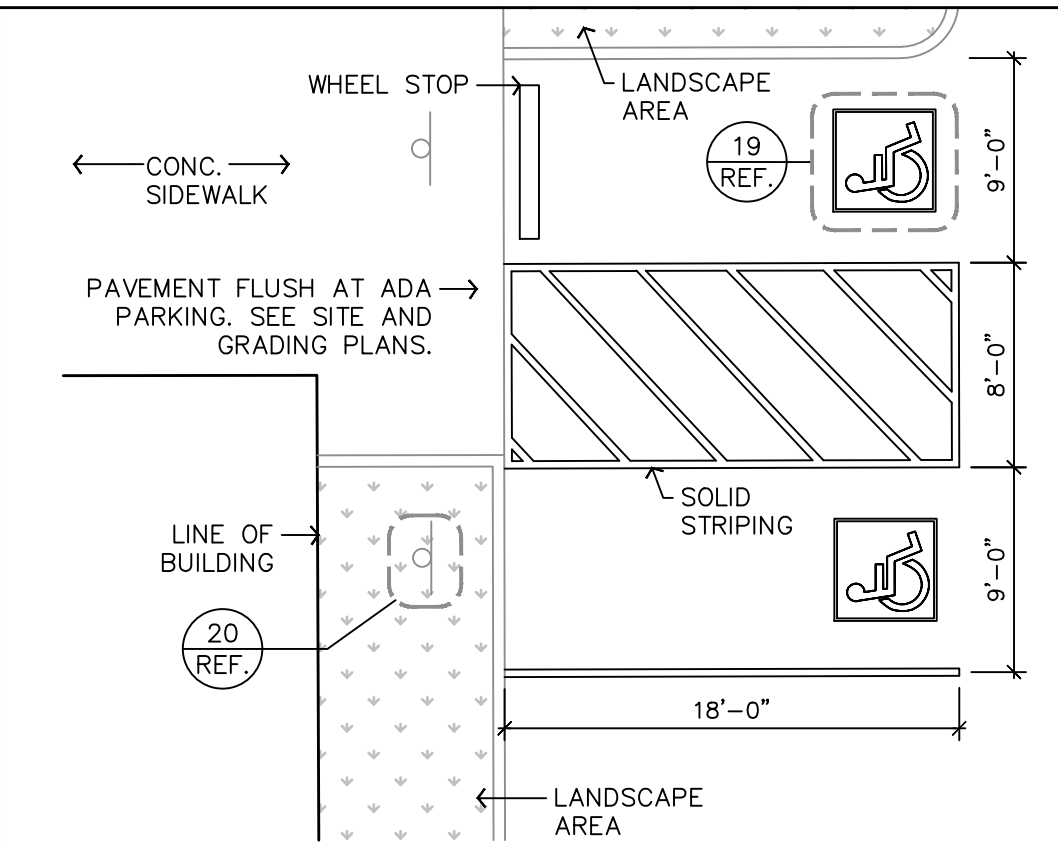 WHEEL STOP
LANDSCAPE
AREA
19
REF.
9'-0"
CONC.
SIDEWALK
PAVEMENT FLUSH AT ADA
PARKING. SEE SITE AND
GRADING PLANS.
8'-0"
SOLID
STRIPING
LINE OF
BUILDING
9'-0"
20
REF.
18'-0"
LANDSCAPE
AREA